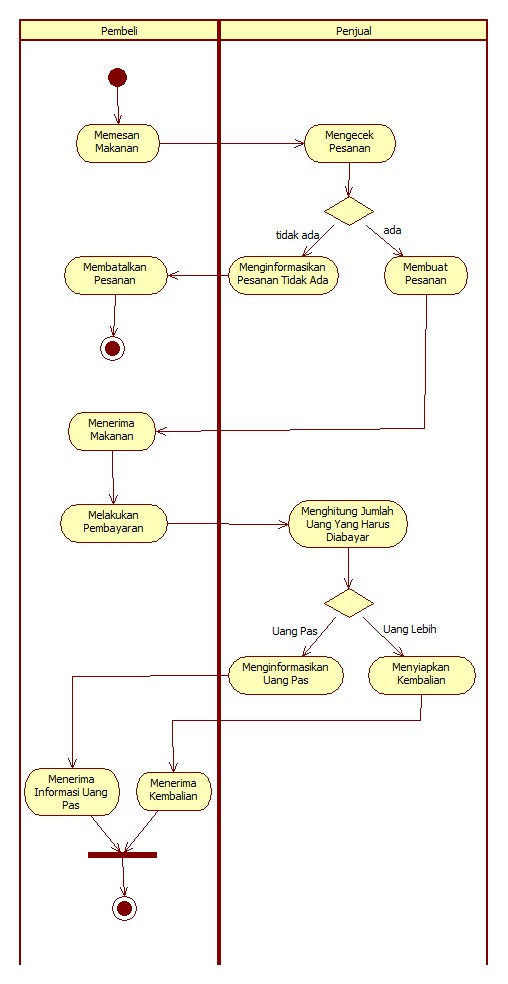 Pembeli
Penjual
Memesan
Makanan
Mengecek
Pesanan
tidak ada
ada
Membatalkan
Pesanan
Menginformasikan
Pesanan Tidak Ada
Membuat
Pesanan
Menerima
Makanan
Melakukan
Pembayaran
Menghitung Jumlah
Uang Yang Harus
Diabayar
Uang Pas
Uang Lebih
Menginformasikan
Uang Pas
Menyiapkan
Kembalian
Menerima
Informasi Uang
Pas
Menerima
Kembalian